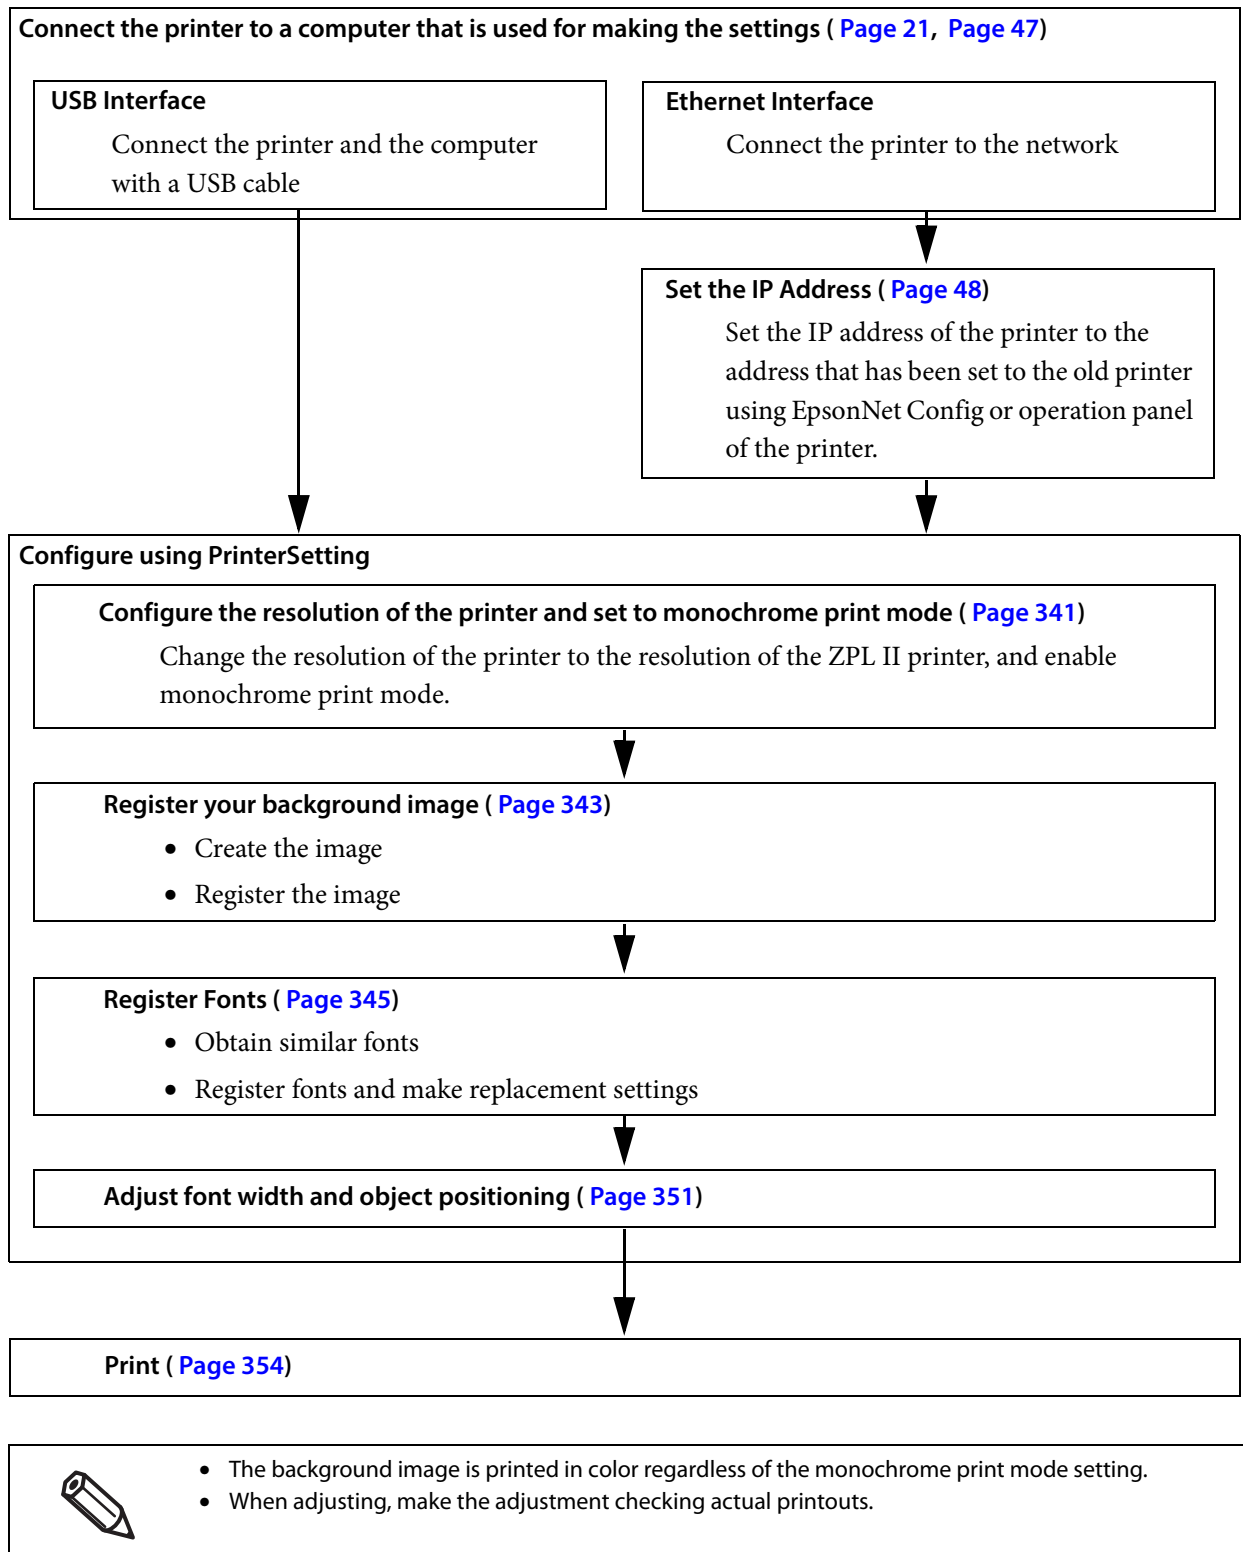 Connect the printer to a computer that is used for making the settings ( Page 21, Page 47)
USB Interface
Connect the printer and the computer
with a USB cable
Ethernet Interface
Connect the printer to the network
Set the IP Address ( Page 48)
Set the IP address of the printer to the
address that has been set to the old printer
using EpsonNet Config or operation panel
of the printer.
Configure using PrinterSetting
Configure the resolution of the printer and set to monochrome print mode ( Page 341)
Change the resolution of the printer to the resolution of the ZPL II printer, and enable
monochrome print mode.
Register your background image ( Page 343)
• Create the image
• Register the image
Register Fonts ( Page 345)
• Obtain similar fonts
• Register fonts and make replacement settings
Adjust font width and object positioning ( Page 351)
Print ( Page 354)
• The background image is printed in color regardless of the monochrome print mode setting.
• When adjusting, make the adjustment checking actual printouts.